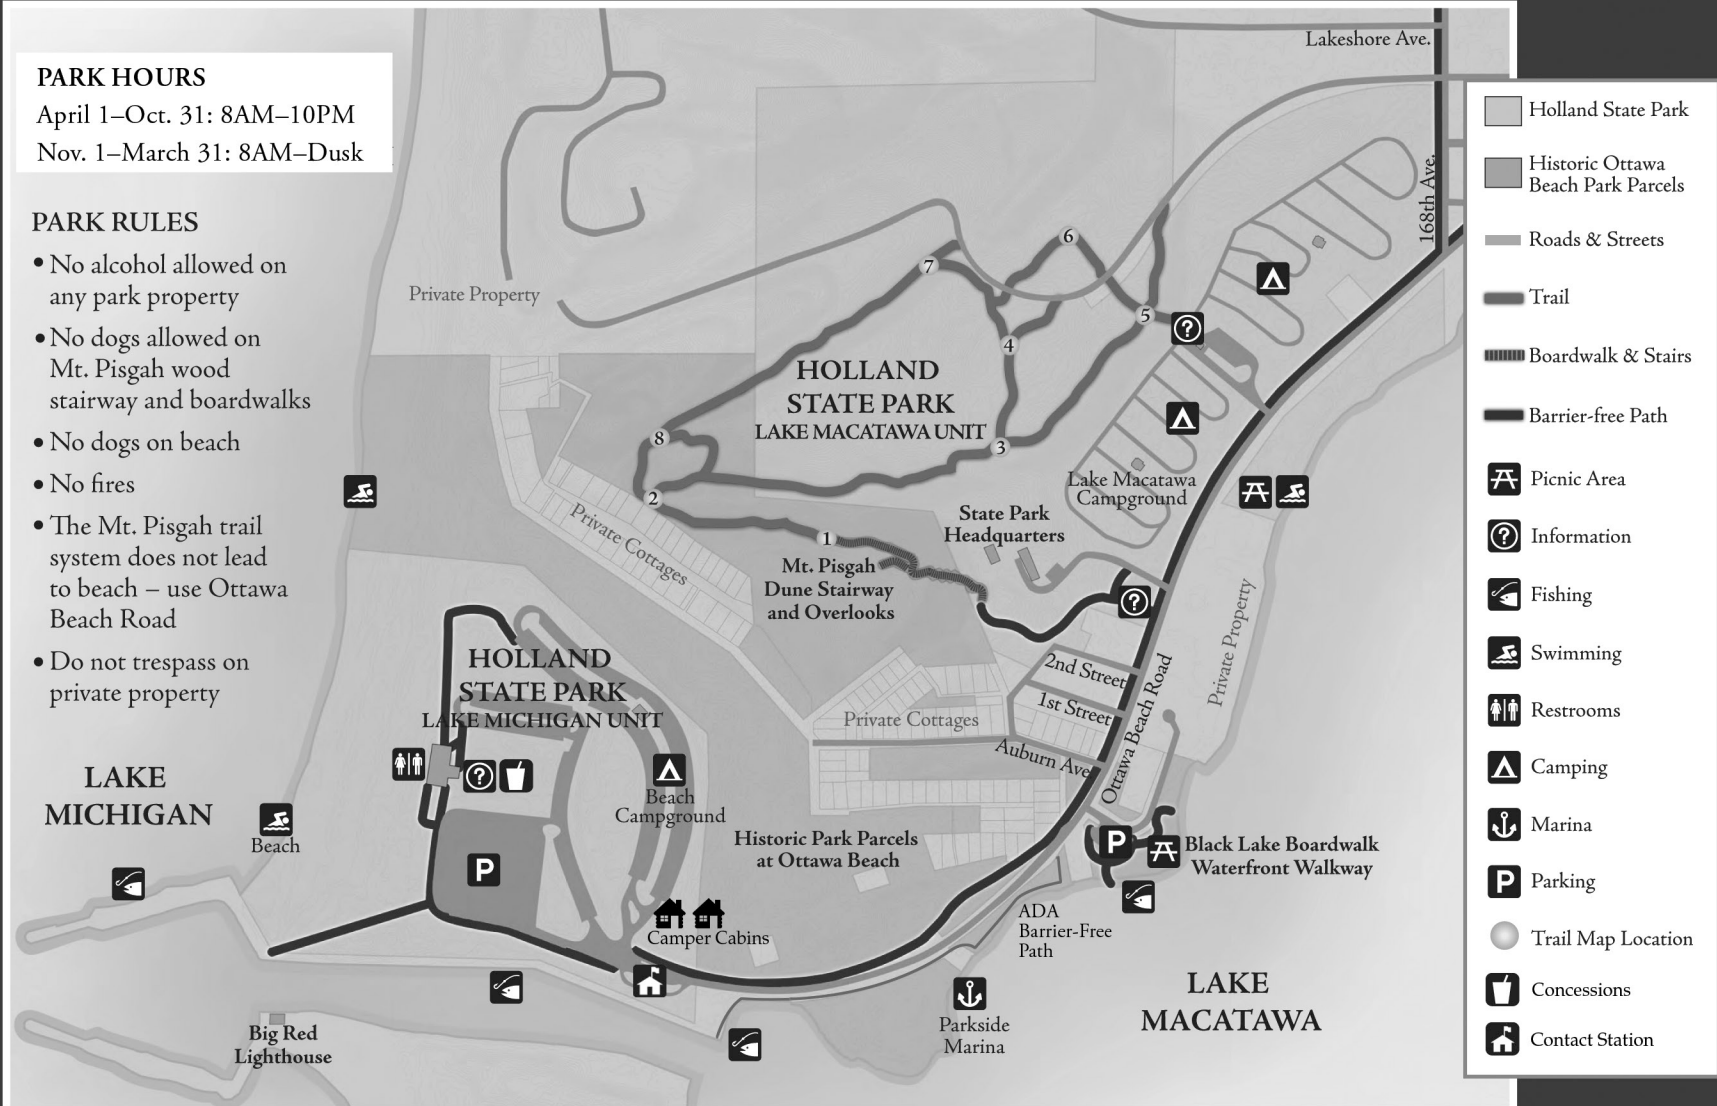 PARK HOURS
April 1–Oct. 31: 8AM–10PM
Nov. 1–March 31: 8AM–Dusk
PARK RULES
• No alcohol allowed on
any park property
• No dogs allowed on
Mt. Pisgah wood
stairway and boardwalks
• No dogs on beach
• No fires
• The Mt. Pisgah trail
system does not lead
to beach – use Ottawa
Beach Road
• Do not trespass on
private property
LAKE
MICHIGAN
Beach
Big Red
Lighthouse
Private Property
Lakeshore Ave.
168th Ave.
6
7
5
?
4
HOLLAND
STATE PARK
LAKE MACATAWA UNIT
8
3
2
1
Lake Macatawa
Campground
State Park
Headquarters
Private Cottages
Mt. Pisgah
Dune Stairway
and Overlooks
?
Private Property
HOLLAND
STATE PARK
LAKE MICHIGAN UNIT
?
Beach
Campground
P
Camper Cabins
Private Cottages
2nd Street
1st Street
Auburn Ave
Ottawa Beach Road
Historic Park Parcels
at Ottawa Beach
P
Black Lake Boardwalk
Waterfront Walkway
ADA
Barrier-Free
Path
Parkside
Marina
LAKE
MACATAWA
Holland State Park
Historic Ottawa
Beach Park Parcels
Roads & Streets
Trail
Boardwalk & Stairs
Barrier-free Path
Picnic Area
? Information
Fishing
Swimming
Restrooms
Camping
Marina
P Parking
Trail Map Location
Concessions
Contact Station